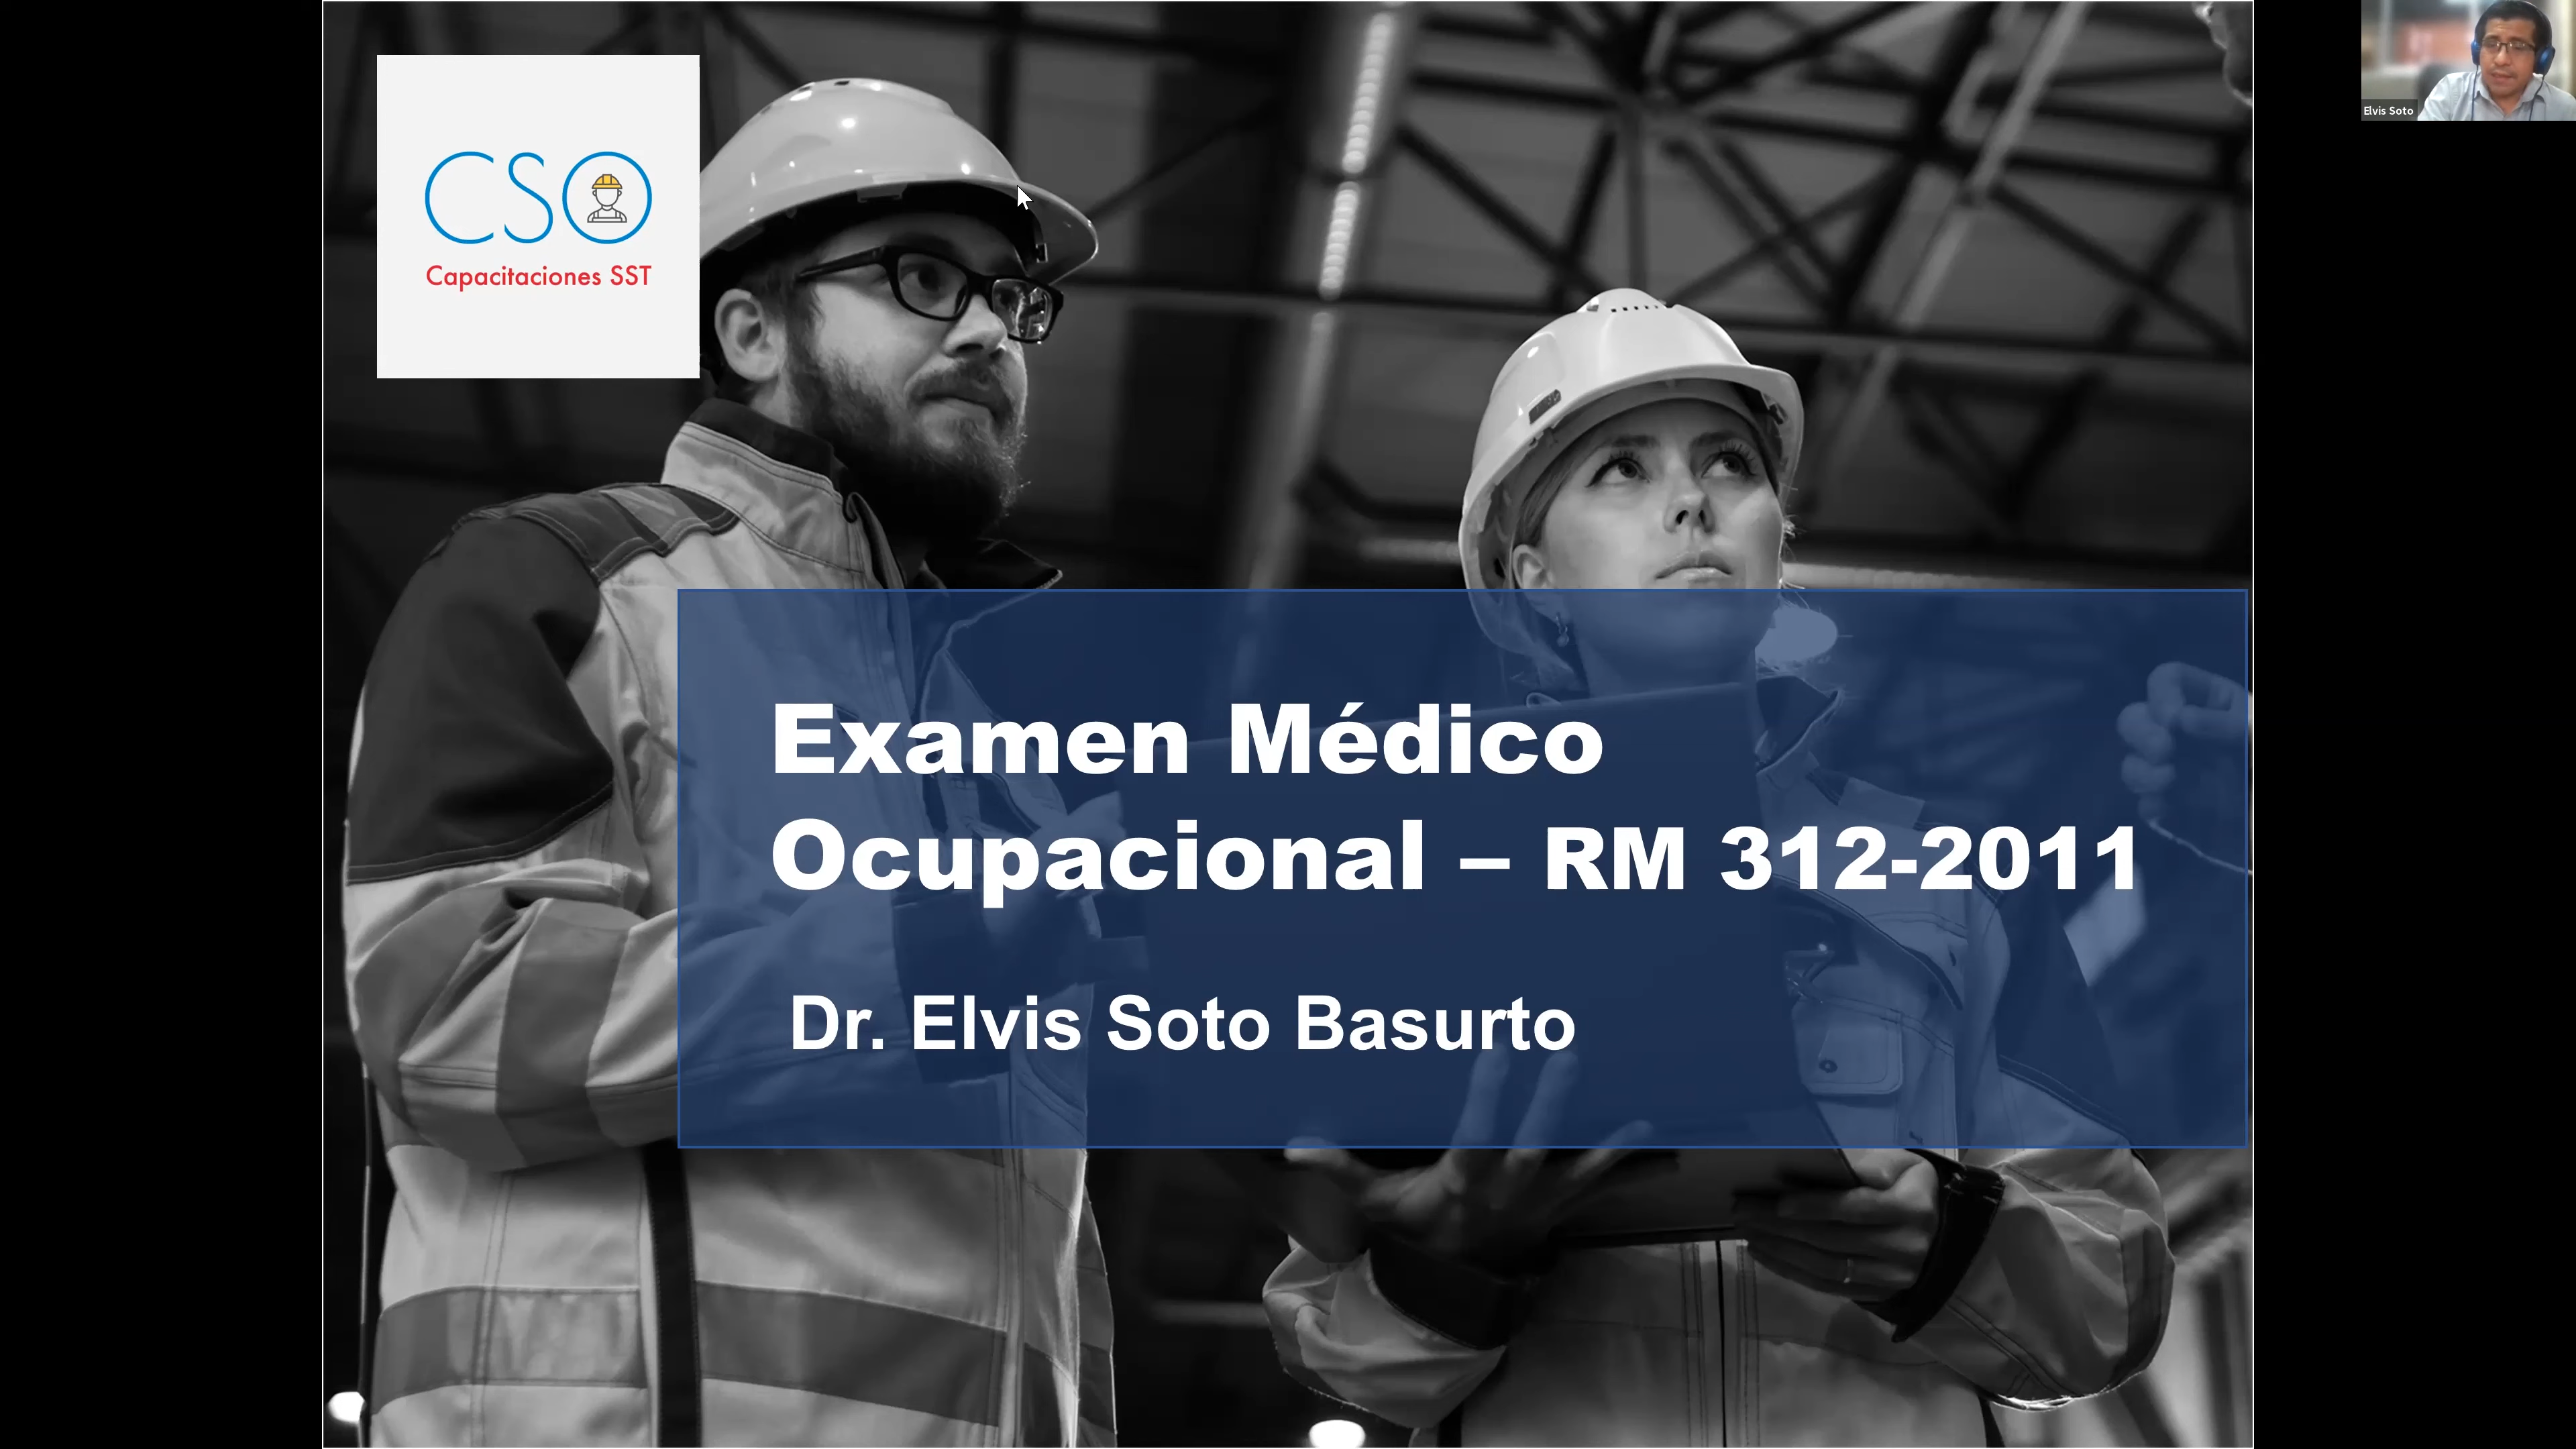 CSO
Capacitaciones SST
Elvis Soto
Examen Médico
Ocupacional – RM 312-2011
Dr. Elvis Soto Basurto